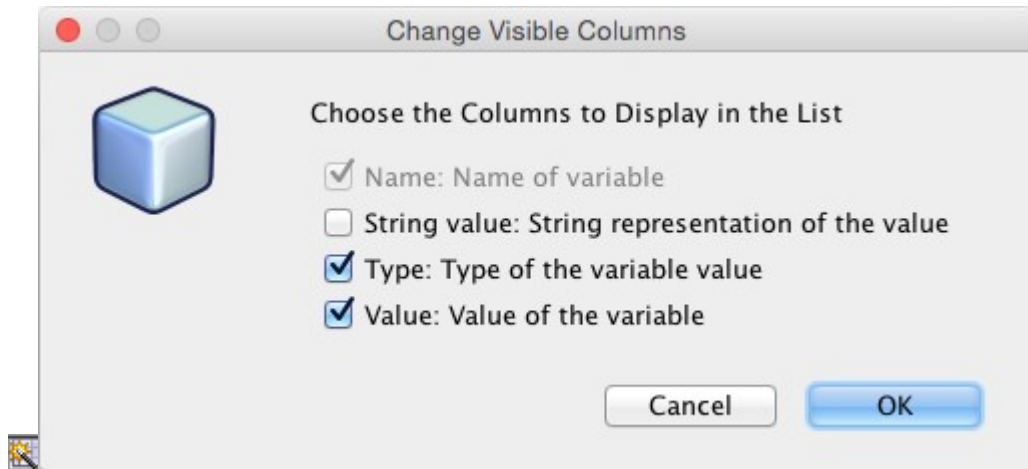 Change Visible Columns
Choose the Columns to Display in the List
Name: Name of variable
String value: String representation of the value
Type: Type of the variable value
Value: Value of the variable
Cancel
OK